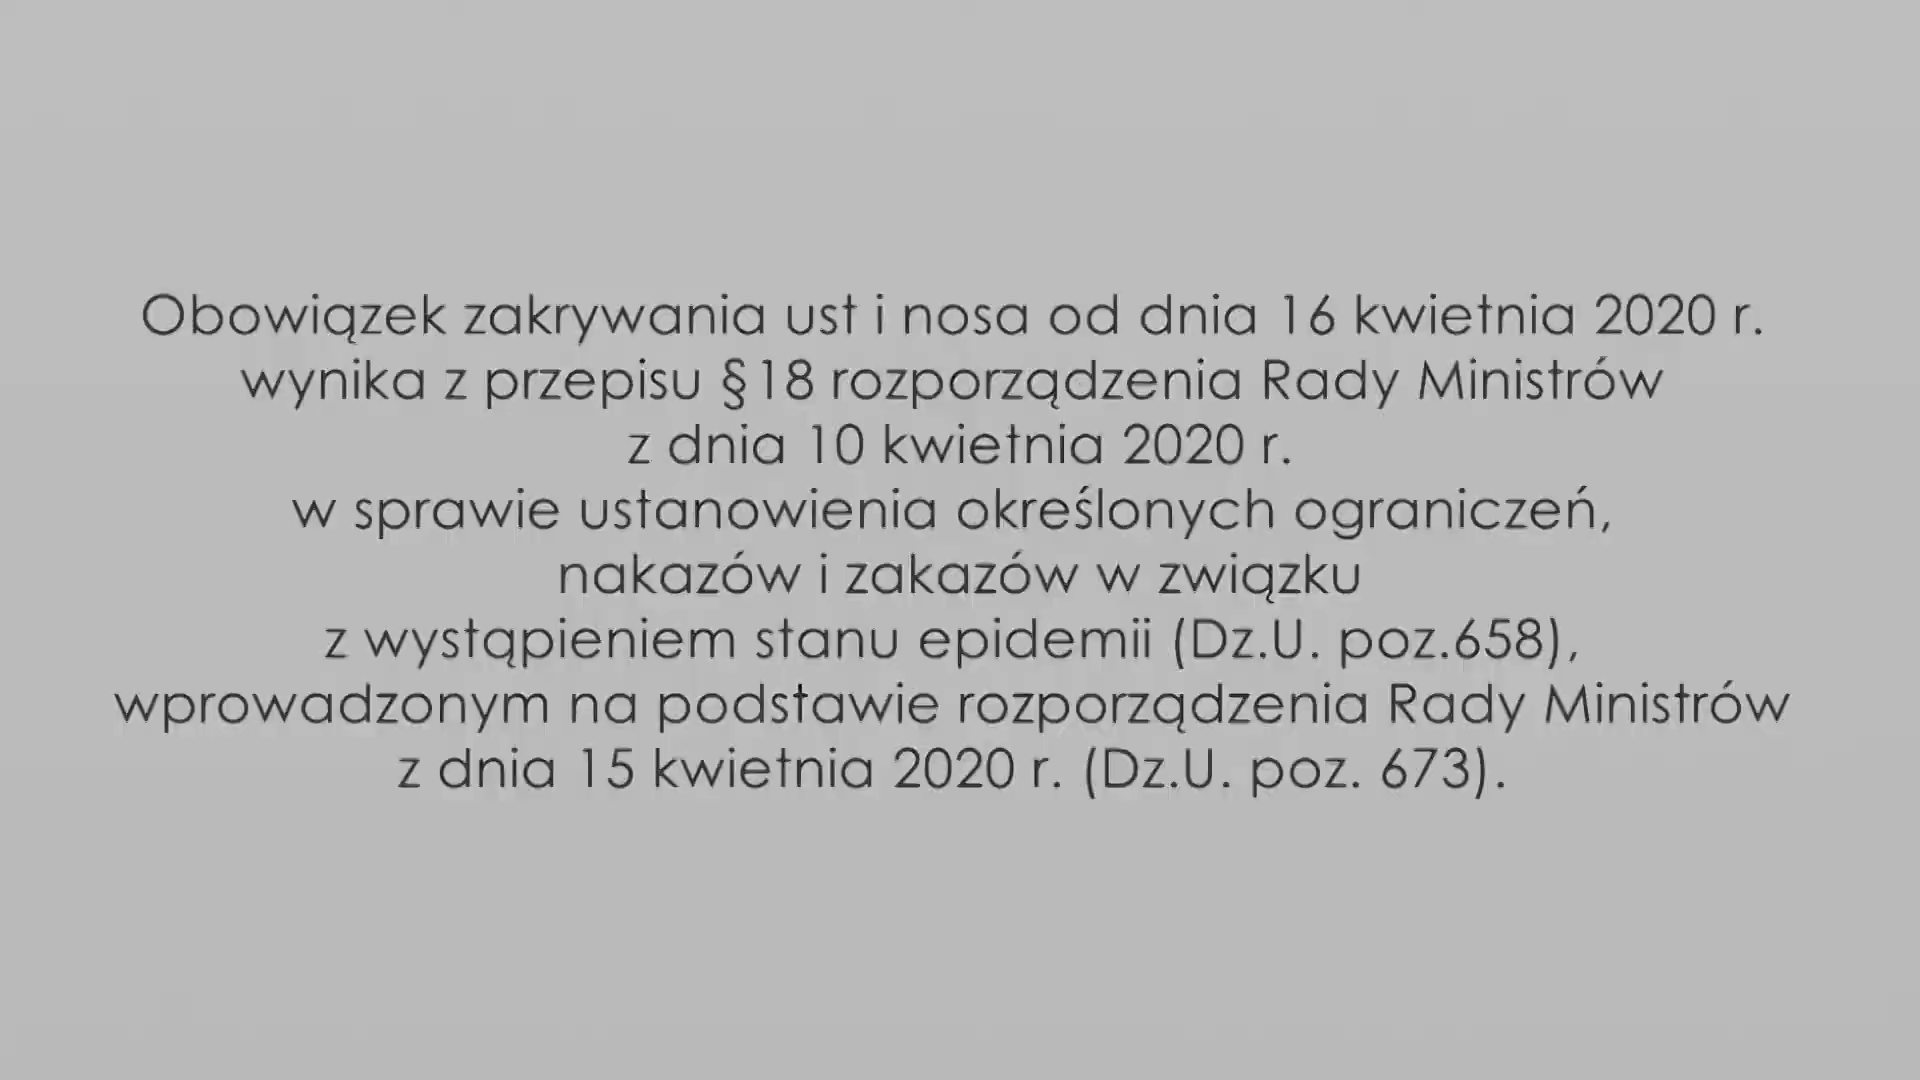 Obowiązek zakrywania ust i nosa od dnia 16 kwietnia 2020 r.
wynika z przepisu §18 rozporządzenia Rady Ministrów
z dnia 10 kwietnia 2020 r.
w sprawie ustanowienia określonych ograniczeń,
nakazów i zakazów w związku
z wystąpieniem stanu epidemii (Dz.U. poz.658),
wprowadzonym na podstawie rozporządzenia Rady Ministrów
z dnia 15 kwietnia 2020 r. (Dz.U. poz. 673).